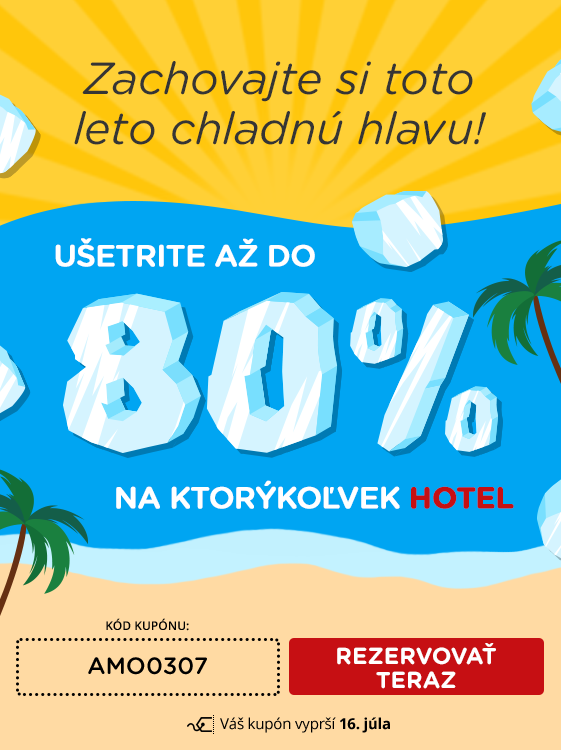 Zachovajte si toto
leto chladnú hlavu!
UŠETRITE AŽ DO
80%
NA KTORÝKOĽVEK HOTEL
KÓD KUPÓNU:
AMO0307
REZERVOVAŤ
TERAZ
Váš kupón vyprší 16. júla